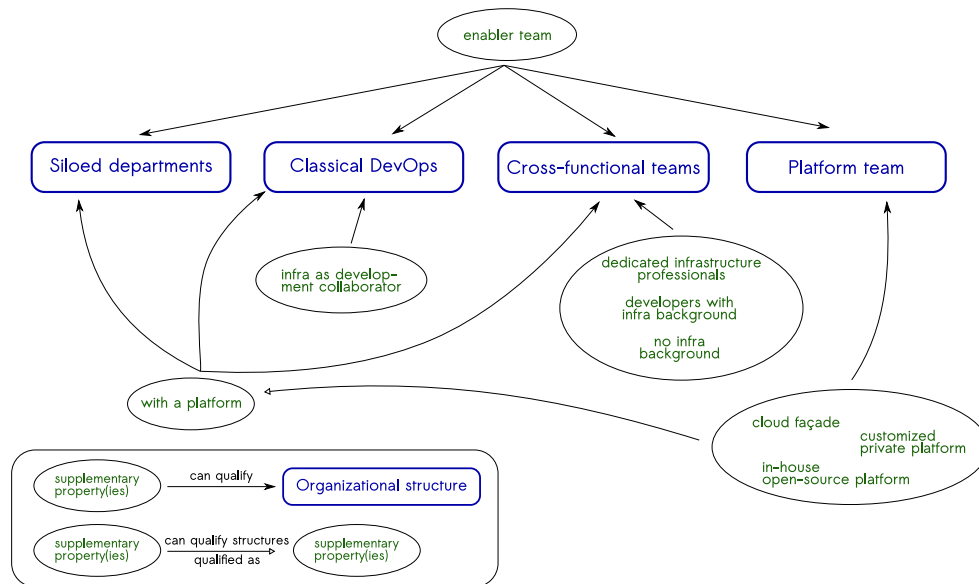 enabler team
Siloed departments
Classical DevOps
Cross-functional teams
Platform team
infra as develop-
ment collaborator
dedicated infrastructure
professionals
developers with
infra background
no infra
background
with a platform
cloud façade
customized
private platform
in-house
open-source platform
supplementary
property(ies)
can qualify
Organizational structure
supplementary
property(ies)
can qualify structures
qualified as
supplementary
property(ies)